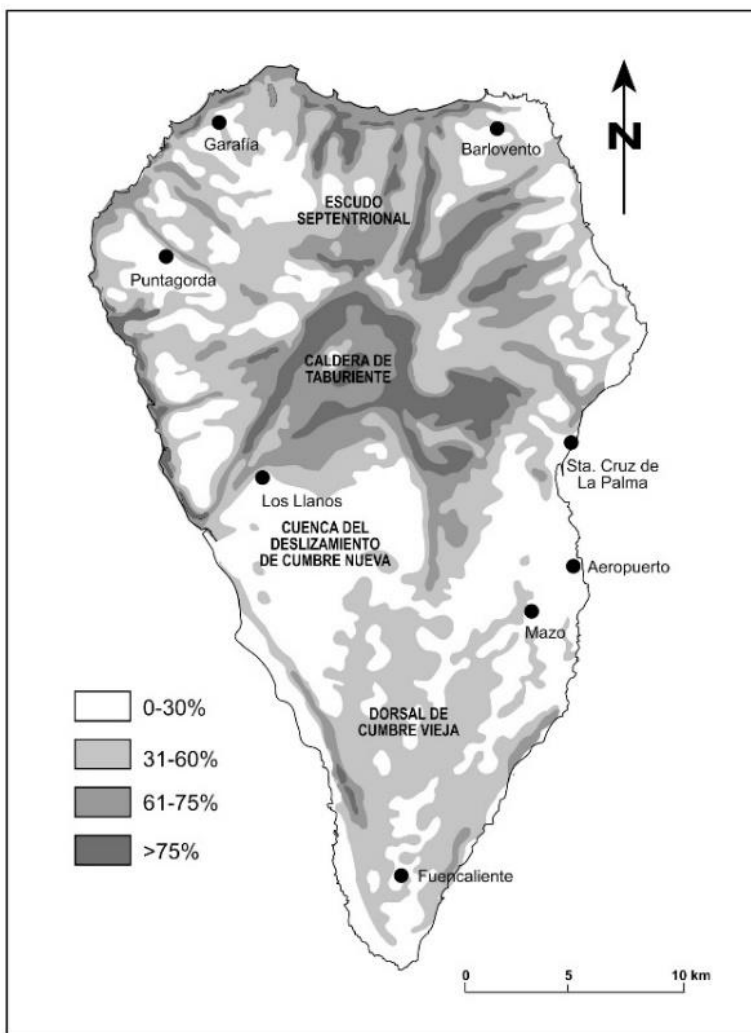 N
Garafía
Barlovento
ESCUDO
SEPTENTRIONAL
Puntagorda
CALDERA DE
TABURIENTE
Sta. Cruz de
La Palma
Los Llanos
CUENCA DEL
DESLIZAMIENTO
DE CUMBRE NUEVA
Aeropuerto
Mazo
DORSAL DE
CUMBRE VIEJA
0-30%
31-60%
61-75%
>75%
Fuencaliente
0 5 10 km